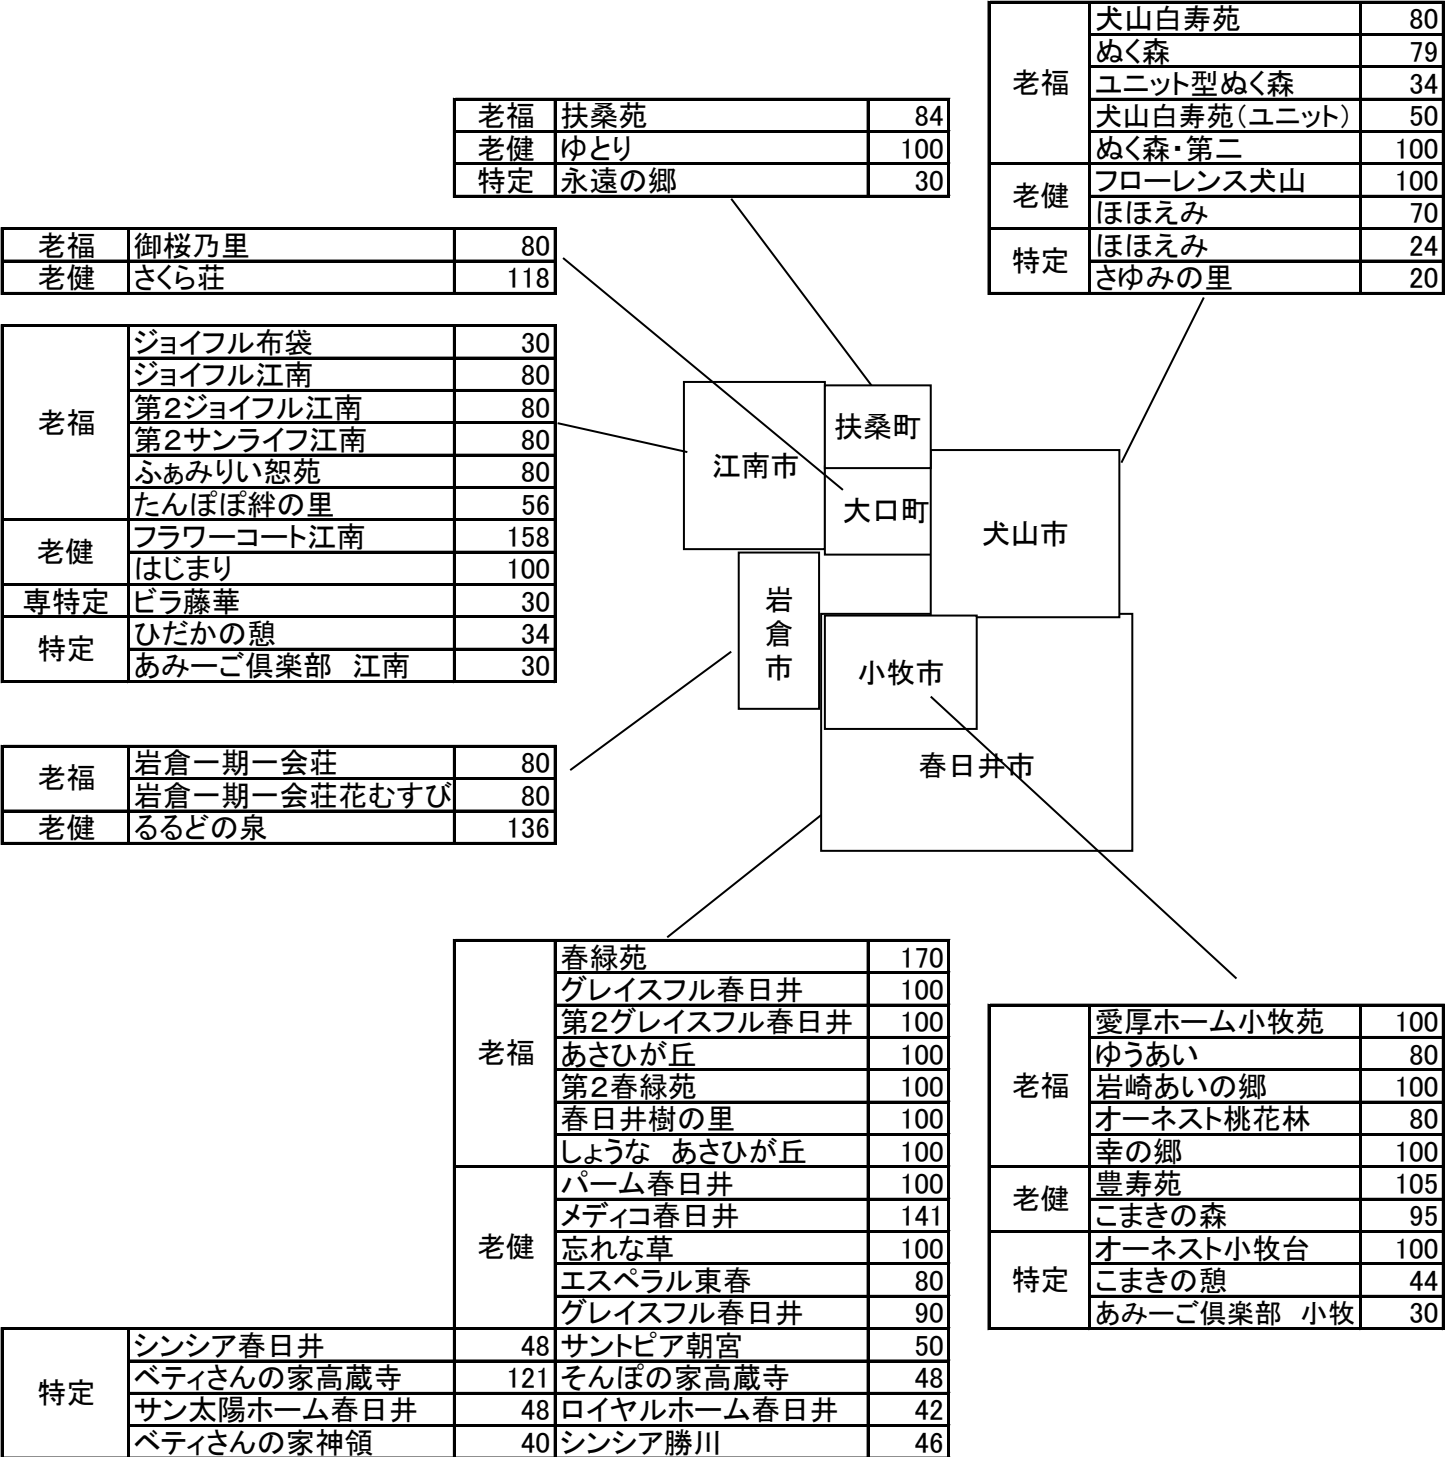 老福 犬山白寿苑 80
ぬく森 79
ユニット型ぬく森 34
犬山白寿苑(ユニット) 50
ぬく森・第二 100
老健 フローレンス犬山 100
ほほえみ 70
特定 ほほえみ 24
さゆみの里 20
老福 扶桑苑 84
老健 ゆとり 100
特定 永遠の郷 30
老福 御桜乃里 80
老健 さくら荘 118
老福 ジョイフル布袋 30
ジョイフル江南 80
第2ジョイフル江南 80
第2サンライフ江南 80
ふぁみりい恕苑 80
たんぽぽ絆の里 56
老健 フラワーコート江南 158
はじまり 100
専特定 ビラ藤華 30
特定 ひだかの憩 34
あみーご倶楽部 江南 30
扶桑町
江南市
大口町
犬山市
岩倉市
小牧市
春日井市
老福 岩倉一期一会荘 80
岩倉一期一会荘花むすび 80
老健 るるどの泉 136
老福 春緑苑 170
グレイスフル春日井 100
第2グレイスフル春日井 100
あさひが丘 100
第2春緑苑 100
春日井樹の里 100
しょうな あさひが丘 100
老健 パーム春日井 100
メディコ春日井 141
忘れな草 100
エスペラル東春 80
グレイスフル春日井 90
特定 シンシア春日井 48 サントピア朝宮 50
ベティさんの家高蔵寺 121 そんぽの家高蔵寺 48
サン太陽ホーム春日井 48 ロイヤルホーム春日井 42
ベティさんの家神領 40 シンシア勝川 46
老福 愛厚ホーム小牧苑 100
ゆうあい 80
岩崎あいの郷 100
オーネスト桃花林 80
幸の郷 100
老健 豊寿苑 105
こまきの森 95
特定 オーネスト小牧台 100
こまきの憩 44
あみーご倶楽部 小牧 30